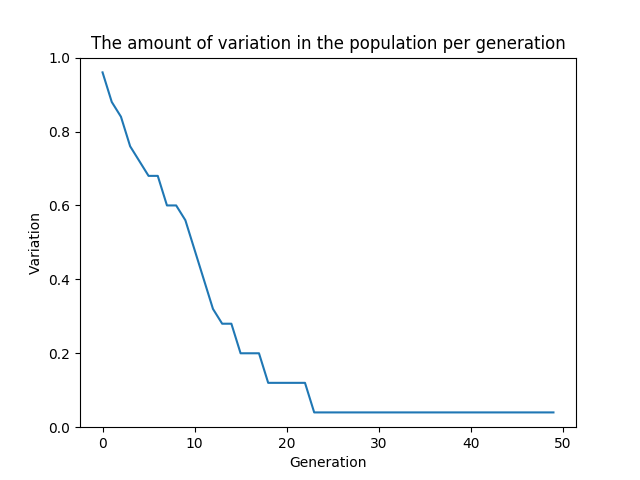 The amount of variation in the population per generation
1.0
0.8
0.6
0.4
0.2
0.0
Variation
0 10 20 30 40 50
Generation